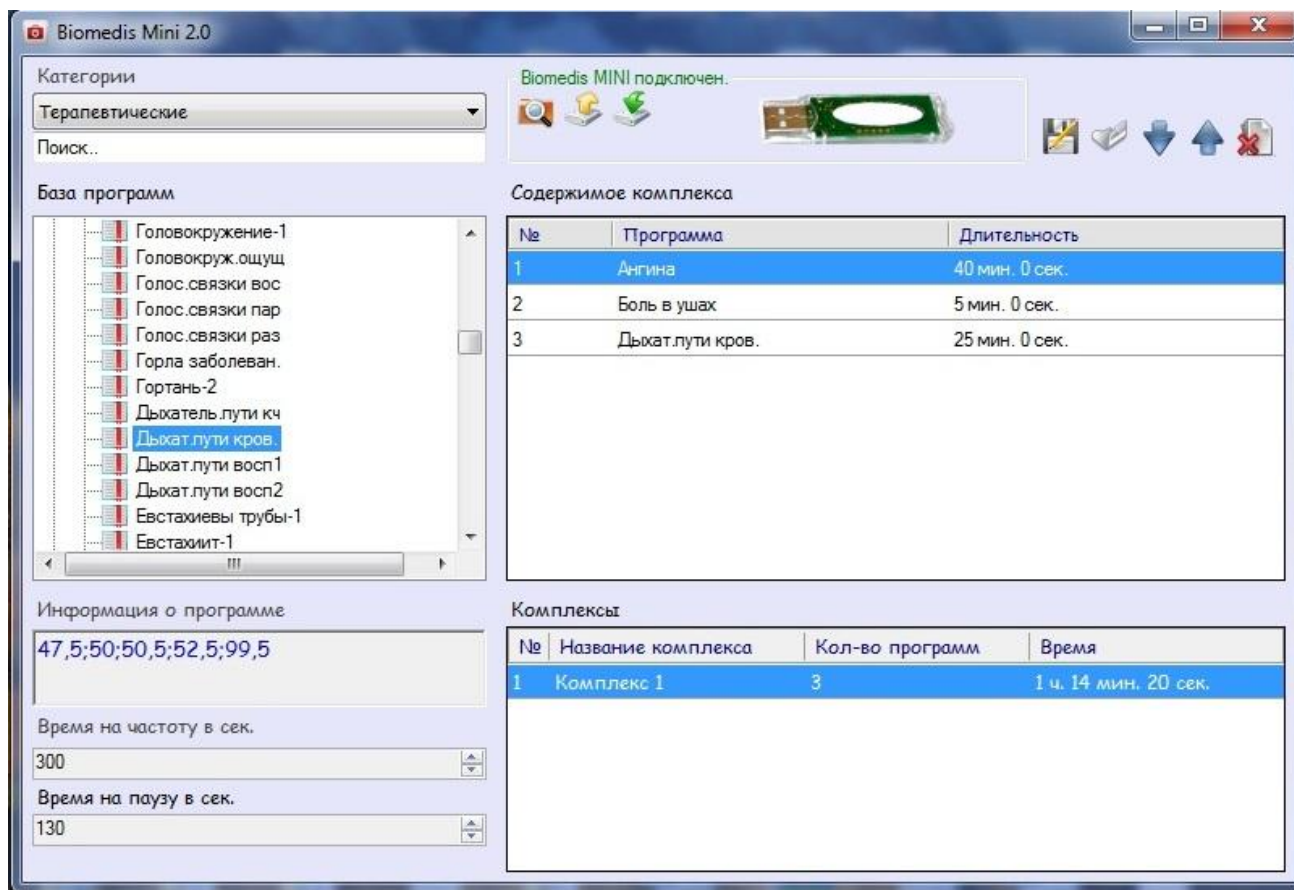 Biomedis Mini 2.0
Категории
Терапевтические
Поиск..
Biomedis MINI подключен.
База программ
Головокружение-1
Головокруж.ощущ
Голос.связки вос
Голос.связки пар
Голос.связки раз
Горла заболеван.
Гортань-2
Дыхатель.пути кч
Дыхат.пути кров.
Дыхат.пути восп1
Дыхат.пути восп2
Евстахиевы трубы-1
Евстахиит-1
Содержимое комплекса
№ Программа Длительность
1 Ангина 40 мин. 0 сек.
2 Боль в ушах 5 мин. 0 сек.
3 Дыхат.пути кров. 25 мин. 0 сек.
Информация о программе
47,5;50;50,5;52,5;99,5
Время на частоту в сек.
300
Время на паузу в сек.
130
Комплексы
№ Название комплекса Кол-во программ Время
1 Комплекс 1 3 1 ч. 14 мин. 20 сек.